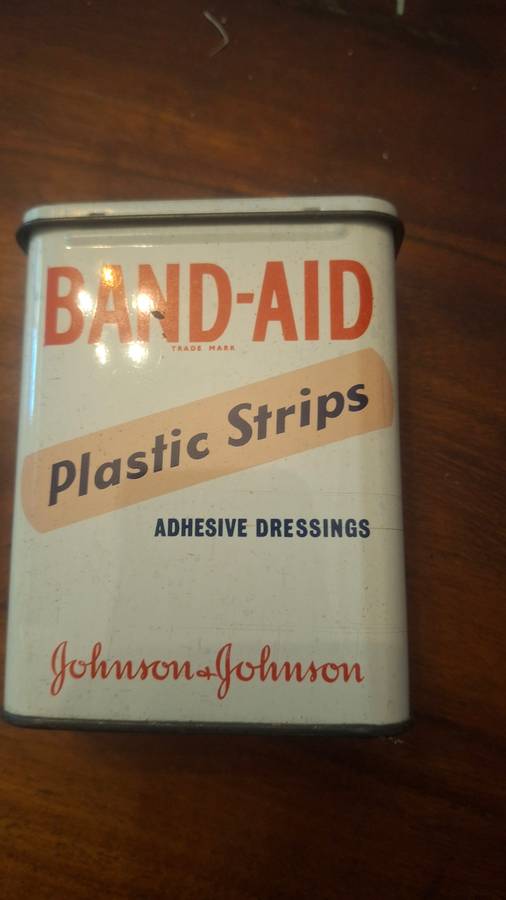 BAND-AID
TRADE MARK
Plastic Strips
ADHESIVE DRESSINGS
Johnson & Johnson